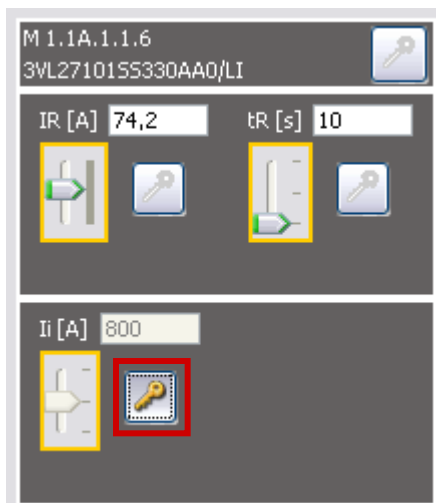 M 1.1A.1.1.6
3VL27101SS330AA0/LI
IR [A] 74,2 tR [s] 10
Ii [A] 800